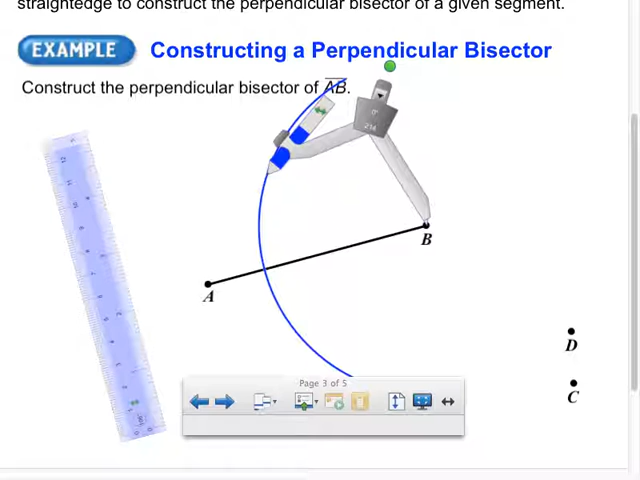 straightedge to construct the perpendicular bisector of a given segment.
EXAMPLE Constructing a Perpendicular Bisector
Construct the perpendicular bisector of AB.
B
A
D
C
Page 3 of 5